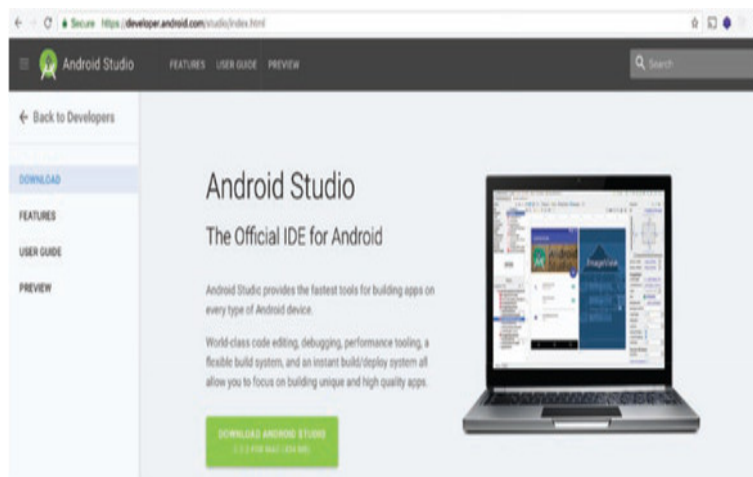 Secure https://developer.android.com/studio/index.html
Android Studio FEATURES USER GUIDE PREVIEW Search
← Back to Developers
DOWNLOAD
FEATURES
USER GUIDE
PREVIEW
Android Studio
The Official IDE for Android
Android Studio provides the fastest tools for building apps on
every type of Android device.
World-class code editing, debugging, performance tooling, a
flexible build system, and an instant build/deploy system all
allow you to focus on building unique and high quality apps.
DOWNLOAD ANDROID STUDIO
FOR MAC
ImageView